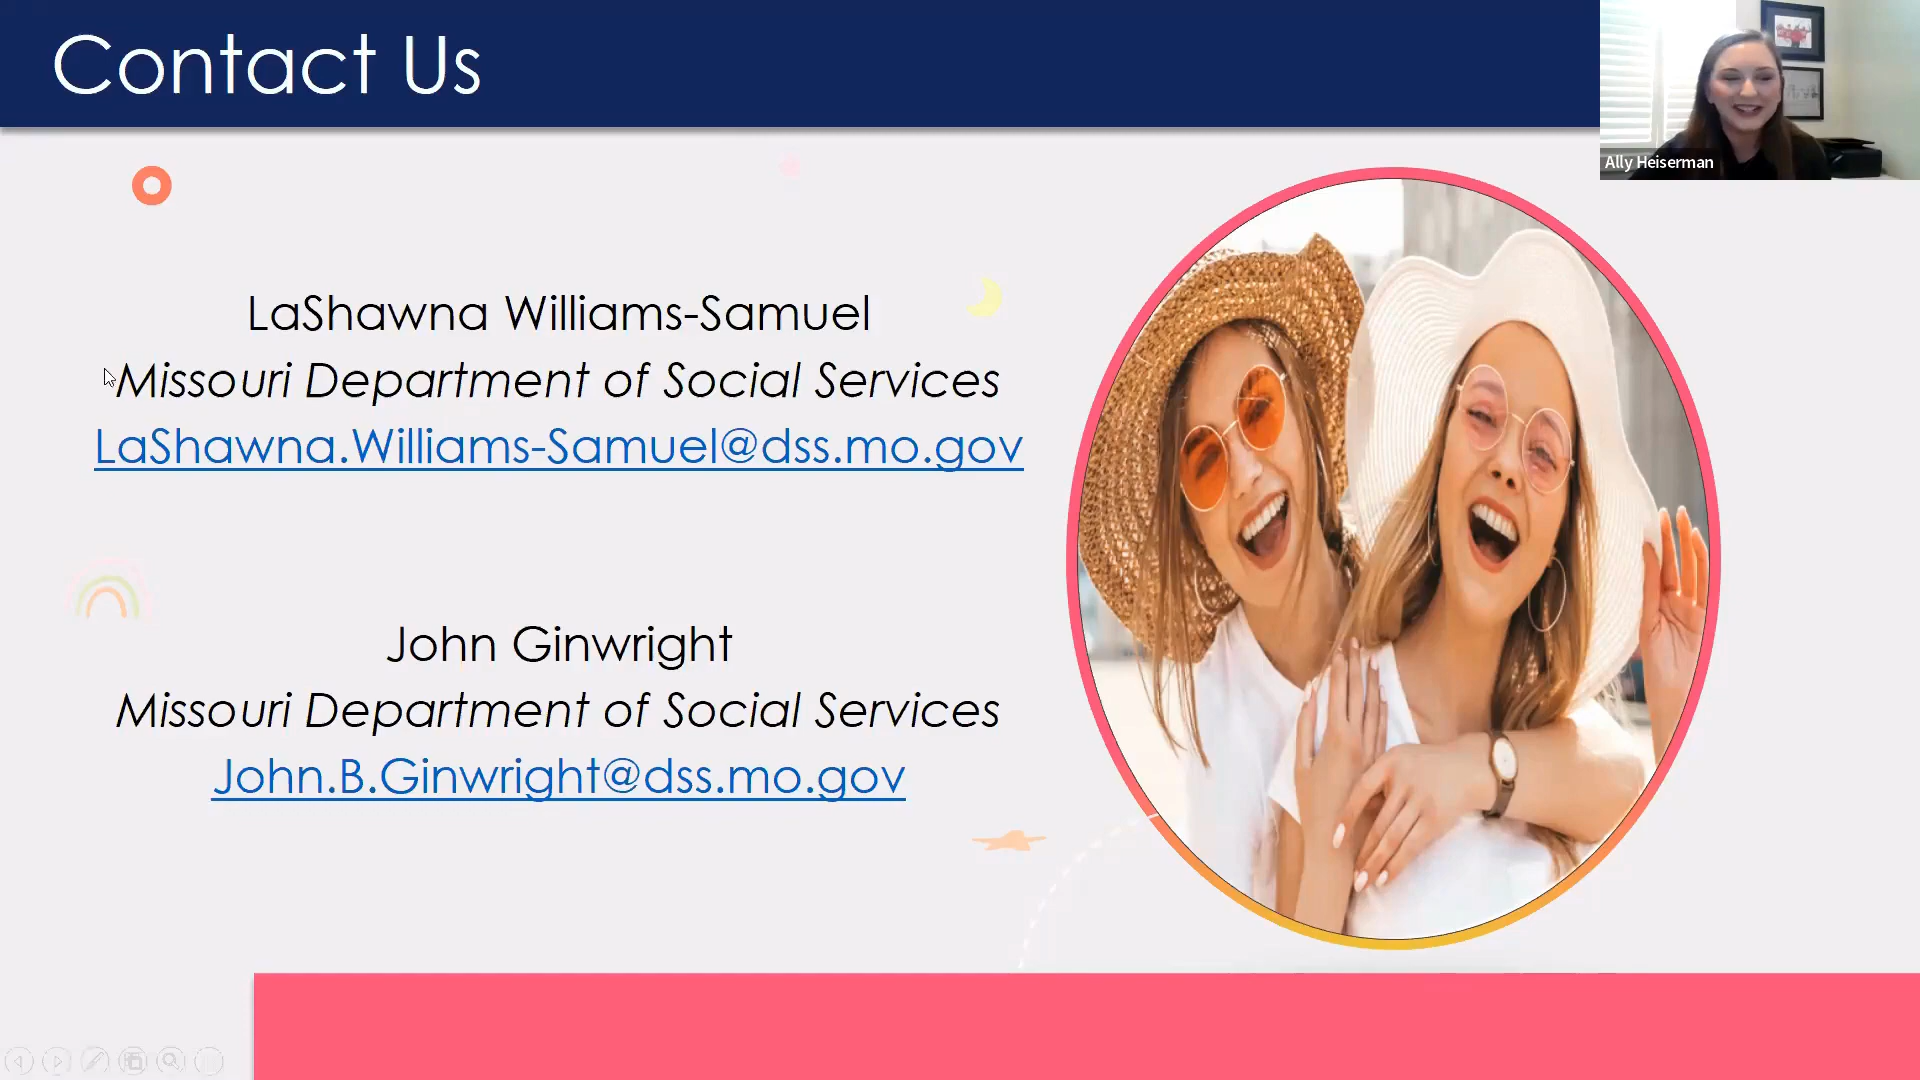 Contact Us
Ally Heiserman
LaShawna Williams-Samuel
Missouri Department of Social Services
LaShawna.Williams-Samuel@dss.mo.gov
John Ginwright
Missouri Department of Social Services
John.B.Ginwright@dss.mo.gov